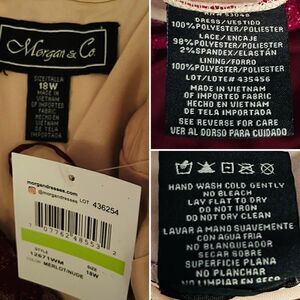 Morgan & Co.
SIZE/TALLA
18W
MADE IN
VIETNAM
OF IMPORTED
FABRIC
HECHO EN
VIETNAM
DE TELA
IMPORTADA
morgandresses.com
LOT 436254
07762 48553 2
STYLE
12671WM
SIZE
18W
COLOR MERLOT/NUDE
DRESS/VESTIDO
100%POLYESTER/POLIESTER
LACE/ENCAJE
98%POLYESTER/POLIESTER
2%SPANDEX/ELASTAN
LINING/FORRO
100%POLYESTER/POLIESTER
LOT/LOTE# 435456
MADE IN VIETNAM
OF IMPORTED FABRIC
HECHO EN VIETNAM
DE TELA IMPORTADA
SEE REVERSE FOR CARE
VER AL DORSO PARA CUIDADO
HAND WASH COLD GENTLY
NO BLEACH
LAY FLAT TO DRY
DO NOT IRON
DO NOT DRY CLEAN
LAVAR A MANO SUAVEMENTE
CON AGUA FRIA
NO BLANQUEADOR
SECAR SOBRE
SUPERFICIE PLANA
NO PLANCHAR